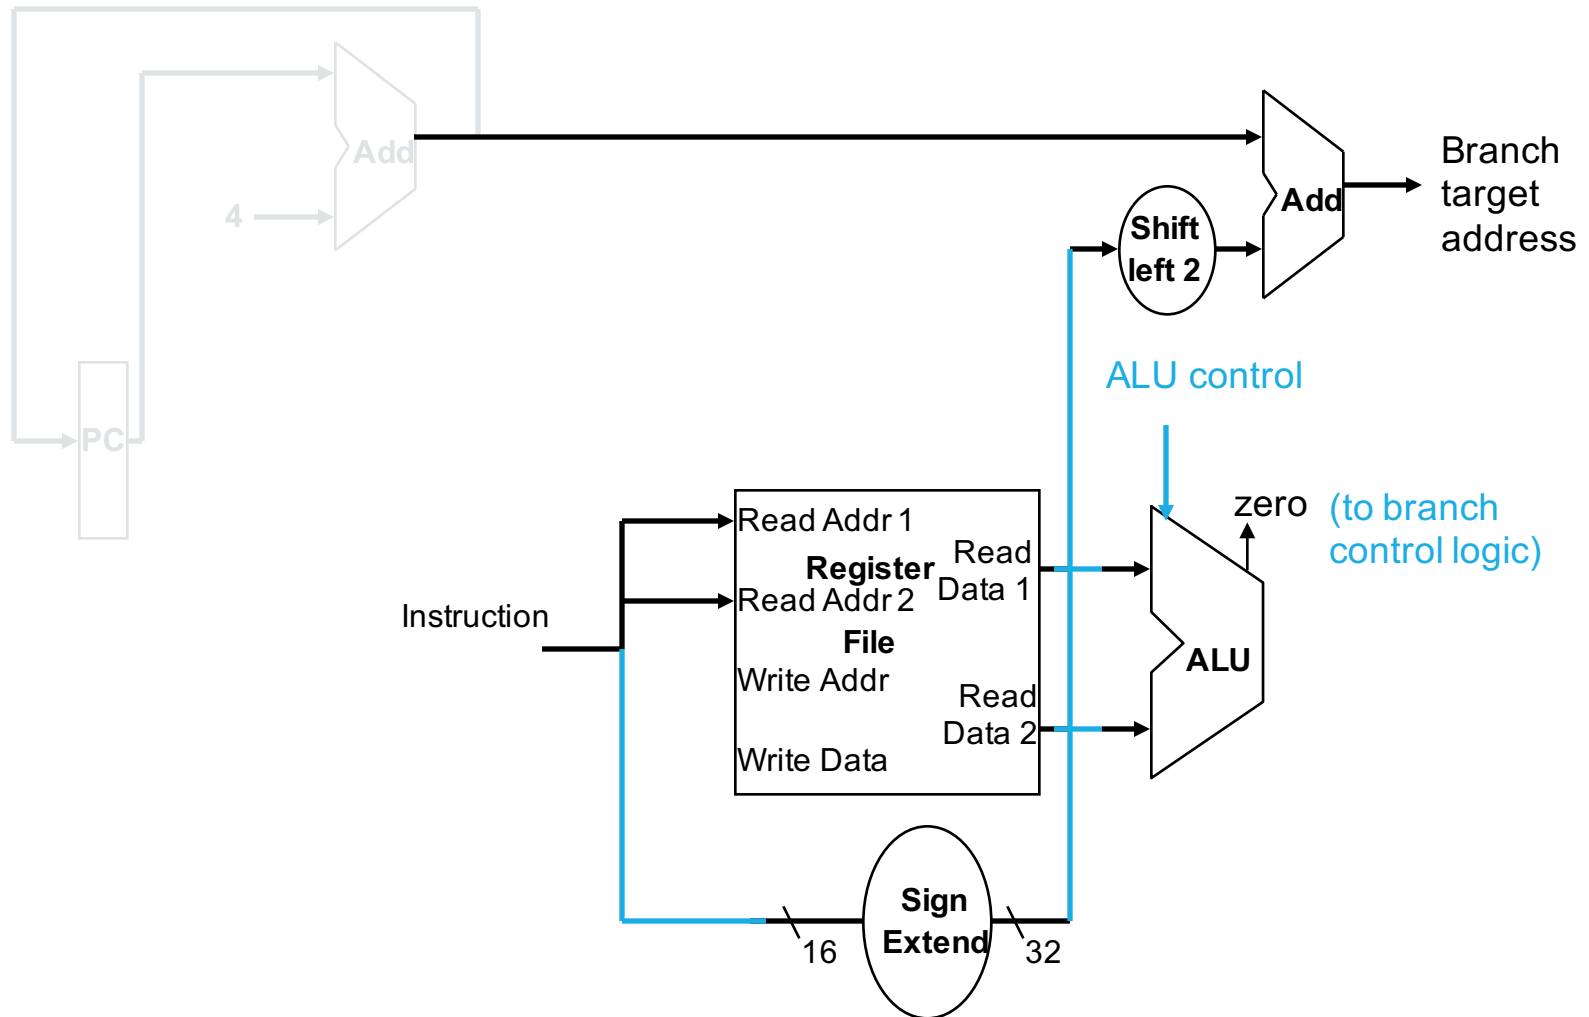 Add
4
PC
Add
Branch
target
address
Shift
left 2
ALU control
Instruction
Read Addr 1
Register
Read Addr 2
File
Write Addr
Write Data
Read
Data 1
Read
Data 2
zero
(to branch
control logic)
ALU
Sign
Extend
16
32